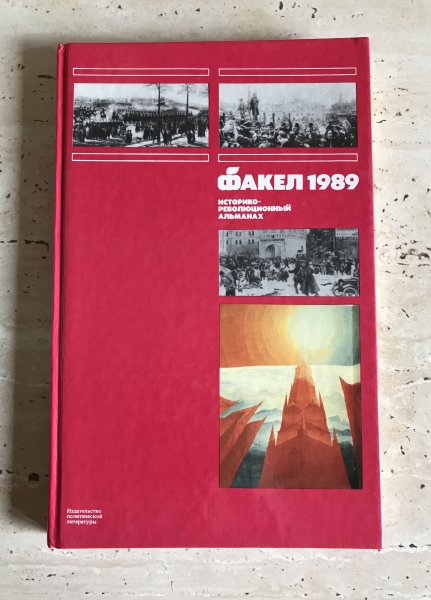 ФАКЕЛ 1989
ИСТОРИКО-
РЕВОЛЮЦИОННЫЙ
АЛЬМАНАХ
Издательство
политической
литературы